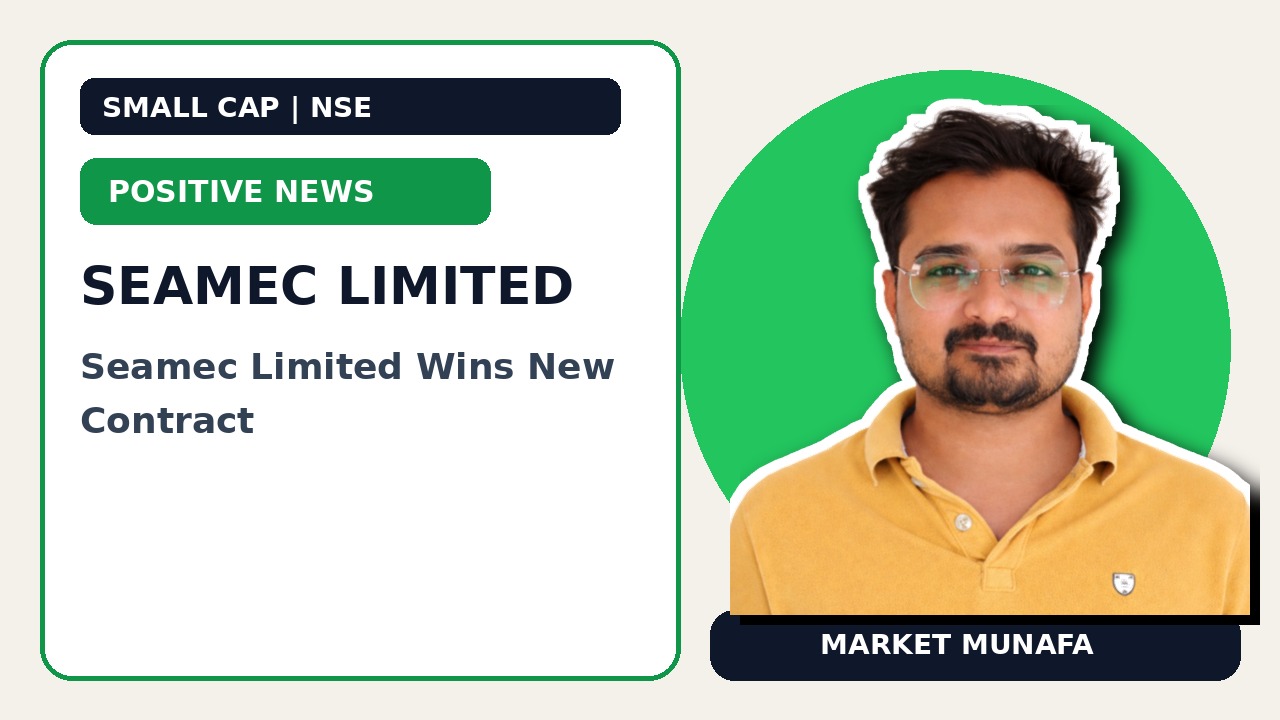 SMALL CAP | NSE
POSITIVE NEWS
SEAMEC LIMITED
Seamec Limited Wins New
Contract
MARKET MUNAFA